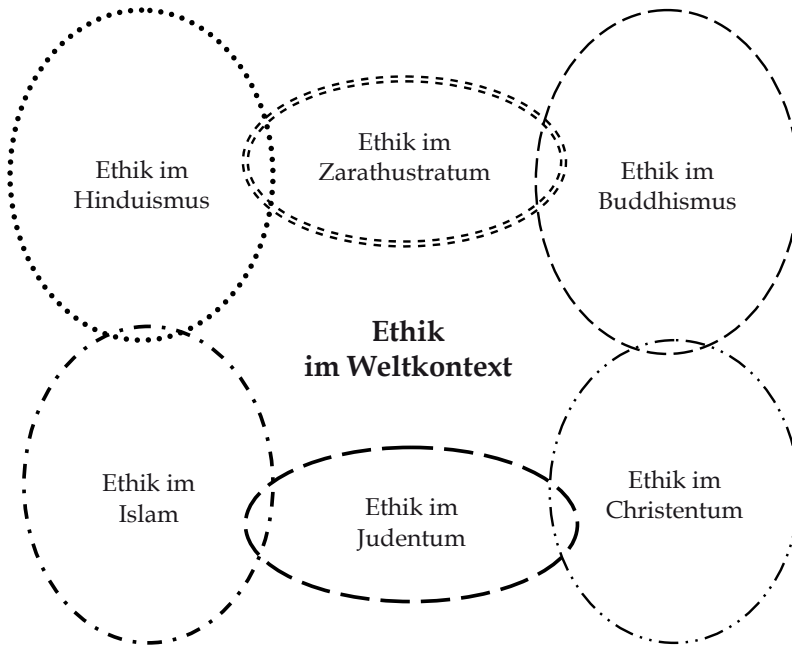 Ethik im
Hinduismus
Ethik im
Zarathustratum
Ethik im
Buddhismus
Ethik
im Weltkontext
Ethik im
Islam
Ethik im
Judentum
Ethik im
Christentum